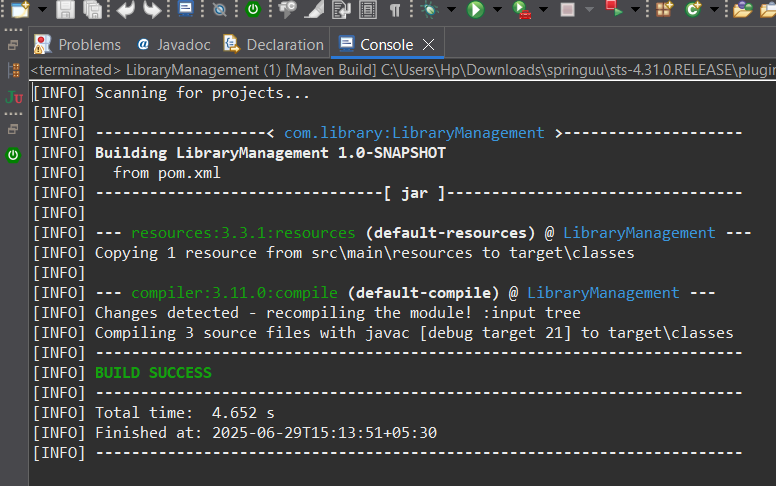 Problems @ Javadoc Declaration Console
<terminated> LibraryManagement (1) [Maven Build] C:\Users\Hp\Downloads\springuu\sts-4.31.0.RELEASE\plugin
Ju
[INFO] Scanning for projects...
[INFO]
[INFO] -------------------< com.library:LibraryManagement >--------------------
[INFO] Building LibraryManagement 1.0-SNAPSHOT
[INFO]   from pom.xml
[INFO] --------------------------------[ jar ]---------------------------------
[INFO]
[INFO] --- resources:3.3.1:resources (default-resources) @ LibraryManagement ---
[INFO] Copying 1 resource from src\main\resources to target\classes
[INFO]
[INFO] --- compiler:3.11.0:compile (default-compile) @ LibraryManagement ---
[INFO] Changes detected - recompiling the module! :input tree
[INFO] Compiling 3 source files with javac [debug target 21] to target\classes
[INFO] ------------------------------------------------------------------------
[INFO] BUILD SUCCESS
[INFO] ------------------------------------------------------------------------
[INFO] Total time:  4.652 s
[INFO] Finished at: 2025-06-29T15:13:51+05:30
[INFO] ------------------------------------------------------------------------